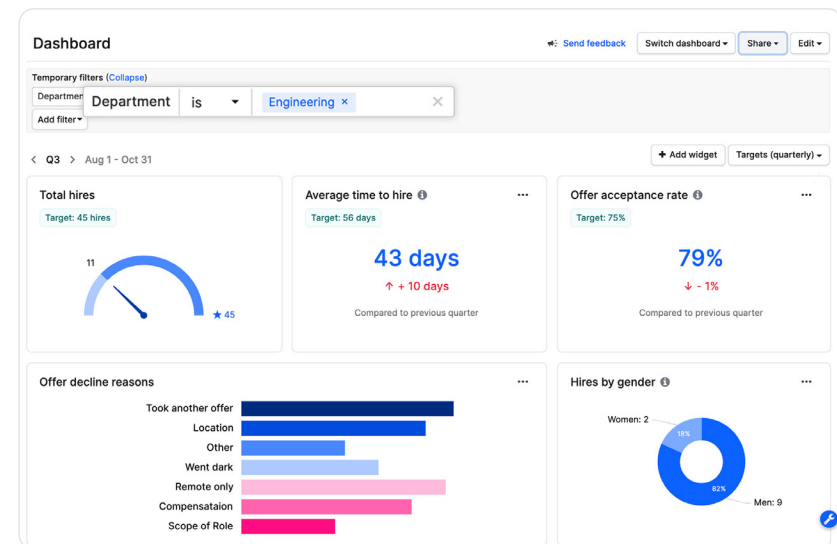 Dashboard
Send feedback
Switch dashboard
Share
Edit
Temporary filters (Collapse)
Departmen
Department is Engineering ×
Add filter
Q3 Aug 1 - Oct 31
+ Add widget
Targets (quarterly)
Total hires
Target: 45 hires
11
45
Average time to hire
Target: 56 days
43 days
↑ + 10 days
Compared to previous quarter
Offer acceptance rate
Target: 75%
79%
↓ - 1%
Compared to previous quarter
Offer decline reasons
Took another offer
Location
Other
Went dark
Remote only
Compensataion
Scope of Role
Hires by gender
Women: 2
18%
82%
Men: 9